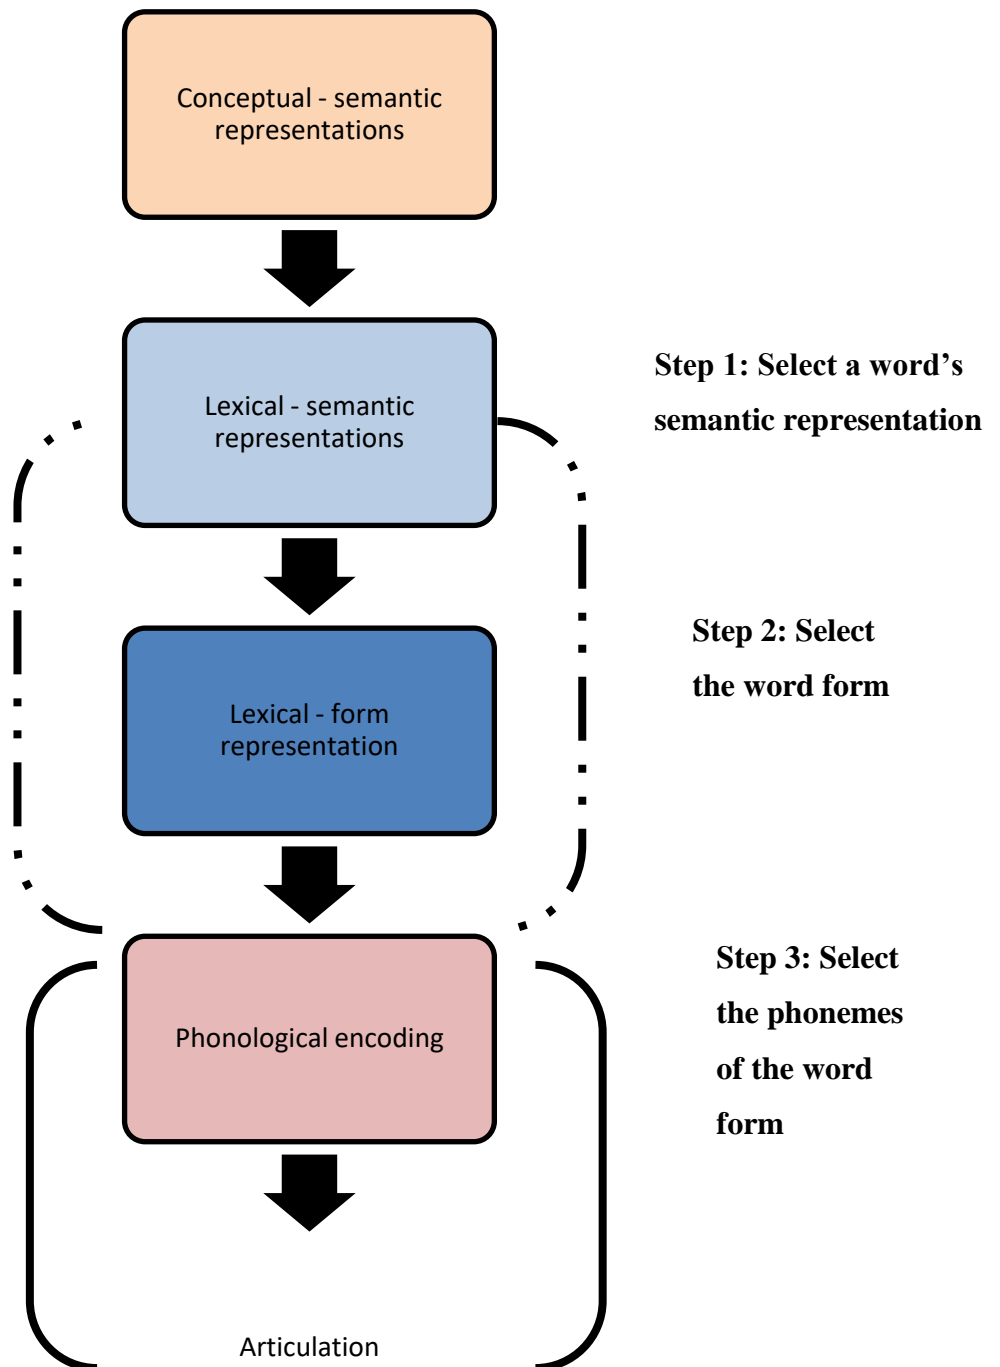 Conceptual - semantic
representations
Lexical - semantic
representations
Step 1: Select a word’s
semantic representation
Lexical - form
representation
Step 2: Select
the word form
Phonological encoding
Step 3: Select
the phonemes
of the word
form
Articulation